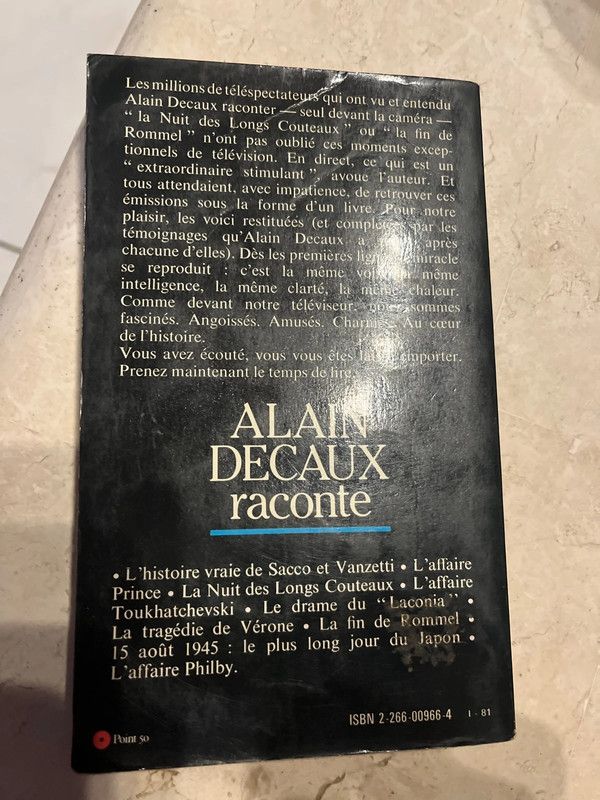 Les millions de téléspectateurs qui ont vu et entendu
Alain Decaux raconter — seul devant la caméra —
“ la Nuit des Longs Couteaux ” ou “ la fin de
Rommel ” n'ont pas oublié ces moments excep-
tionnels de télévision. En direct, ce qui est un
“ extraordinaire stimulant ”, avoue l'auteur. Et
tous attendaient, avec impatience, de retrouver ces
émissions sous la forme d'un livre. Pour notre
plaisir, les voici restituées (et complétées par les
témoignages qu'Alain Decaux a après
chacune d'elles). Dès les premières miracle
se reproduit : c'est la même même
intelligence, la même clarté, la même chaleur.
Comme devant notre téléviseur, sommes
fascinés. Angoissés. Amusés. Charmés. Au cœur
de l'histoire.
Vous avez écouté, vous vous êtes emporter.
Prenez maintenant le temps de lire.
ALAIN
DECAUX
raconte
• L'histoire vraie de Sacco et Vanzetti • L'affaire
Prince • La Nuit des Longs Couteaux • L'affaire
Toukhatchevski • Le drame du “Laconia” •
La tragédie de Vérone • La fin de Rommel •
15 août 1945 : le plus long jour du Japon •
L'affaire Philby.
ISBN 2-266-00966-4 I - 81
Point 50